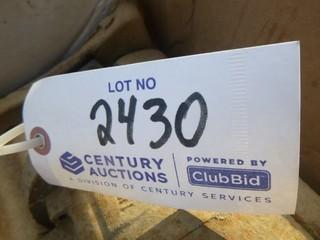 LOT NO
2430
CENTURY AUCTIONS
A DIVISION OF CENTURY SERVICES
POWERED BY
ClubBid